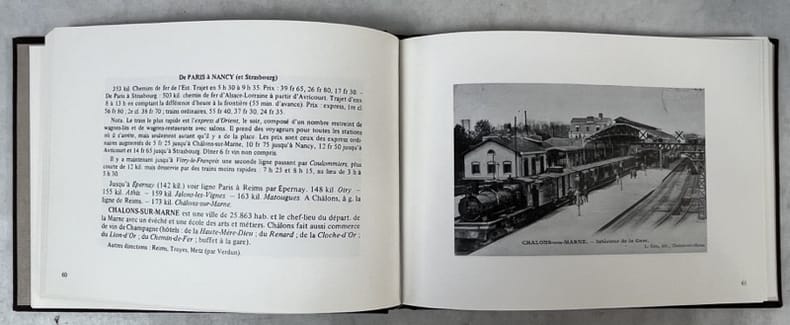 De PARIS à NANCY (et Strasbourg)
353 kil. Chemin de fer de l'Est. Trajet en 5 h 30 à 9 h 35. Prix : 39 fr 65, 26 fr 80, 17 fr 30. –
De Paris à Strasbourg : 503 kil. chemin de fer d'Alsace-Lorraine à partir d'Avricourt. Trajet d'env.
8 à 13 h en comptant la différence d'heure à la frontière (55 min. d'avance). Prix : express, 1re cl.
56 fr 80 ; 2e cl. 38 fr 70 ; trains ordinaires, 55 fr 40, 37 fr 30, 24 fr 35.
Nota. Le train le plus rapide est l'express d'Orient, le soir, composé d'un nombre restreint de
wagons-lits et de wagons-restaurants avec salons. Il prend des voyageurs pour toutes les stations
où il s'arrête, mais seulement autant qu'il y a de la place. Les prix sont ceux des express ordi-
naires augmentés de 5 fr 25 jusqu'à Châlons-sur-Marne, 10 fr 75 jusqu'à Nancy, 12 fr 50 jusqu'à
Avricourt et 14 fr 65 jusqu'à Strasbourg. Dîner 6 fr vin non compris.
Il y a maintenant jusqu'à Vitry-le-François une seconde ligne passant par Coulommiers, plus
courte de 12 kil. mais desservie par des trains moins rapides : 7 h 25 et 8 h 15, au lieu de 3 h à
5 h 30
Jusqu'à Epernay (142 kil.) voir ligne Paris à Reims par Epernay. 148 kil. Oiry. –
155 kil. Athis. – 159 kil. Jalons-les-Vignes. – 163 kil. Matougues. A Châlons, à g. la
ligne de Reims. – 173 kil. Châlons-sur-Marne.
CHALONS-SUR-MARNE est une ville de 25.863 hab. et le chef-lieu du départ. de
la Marne avec un évêché et une école des arts et métiers. Châlons fait aussi commerce
de vin de Champagne (hôtels : de la Haute-Mère-Dieu ; du Renard ; de la Cloche-d'Or ;
du Lion-d'Or ; du Chemin-de-Fer ; buffet à la gare).
Autres directions : Reims, Troyes, Metz (par Verdun).
60
CHALONS-sur-MARNE. – Intérieur de la Gare.
61